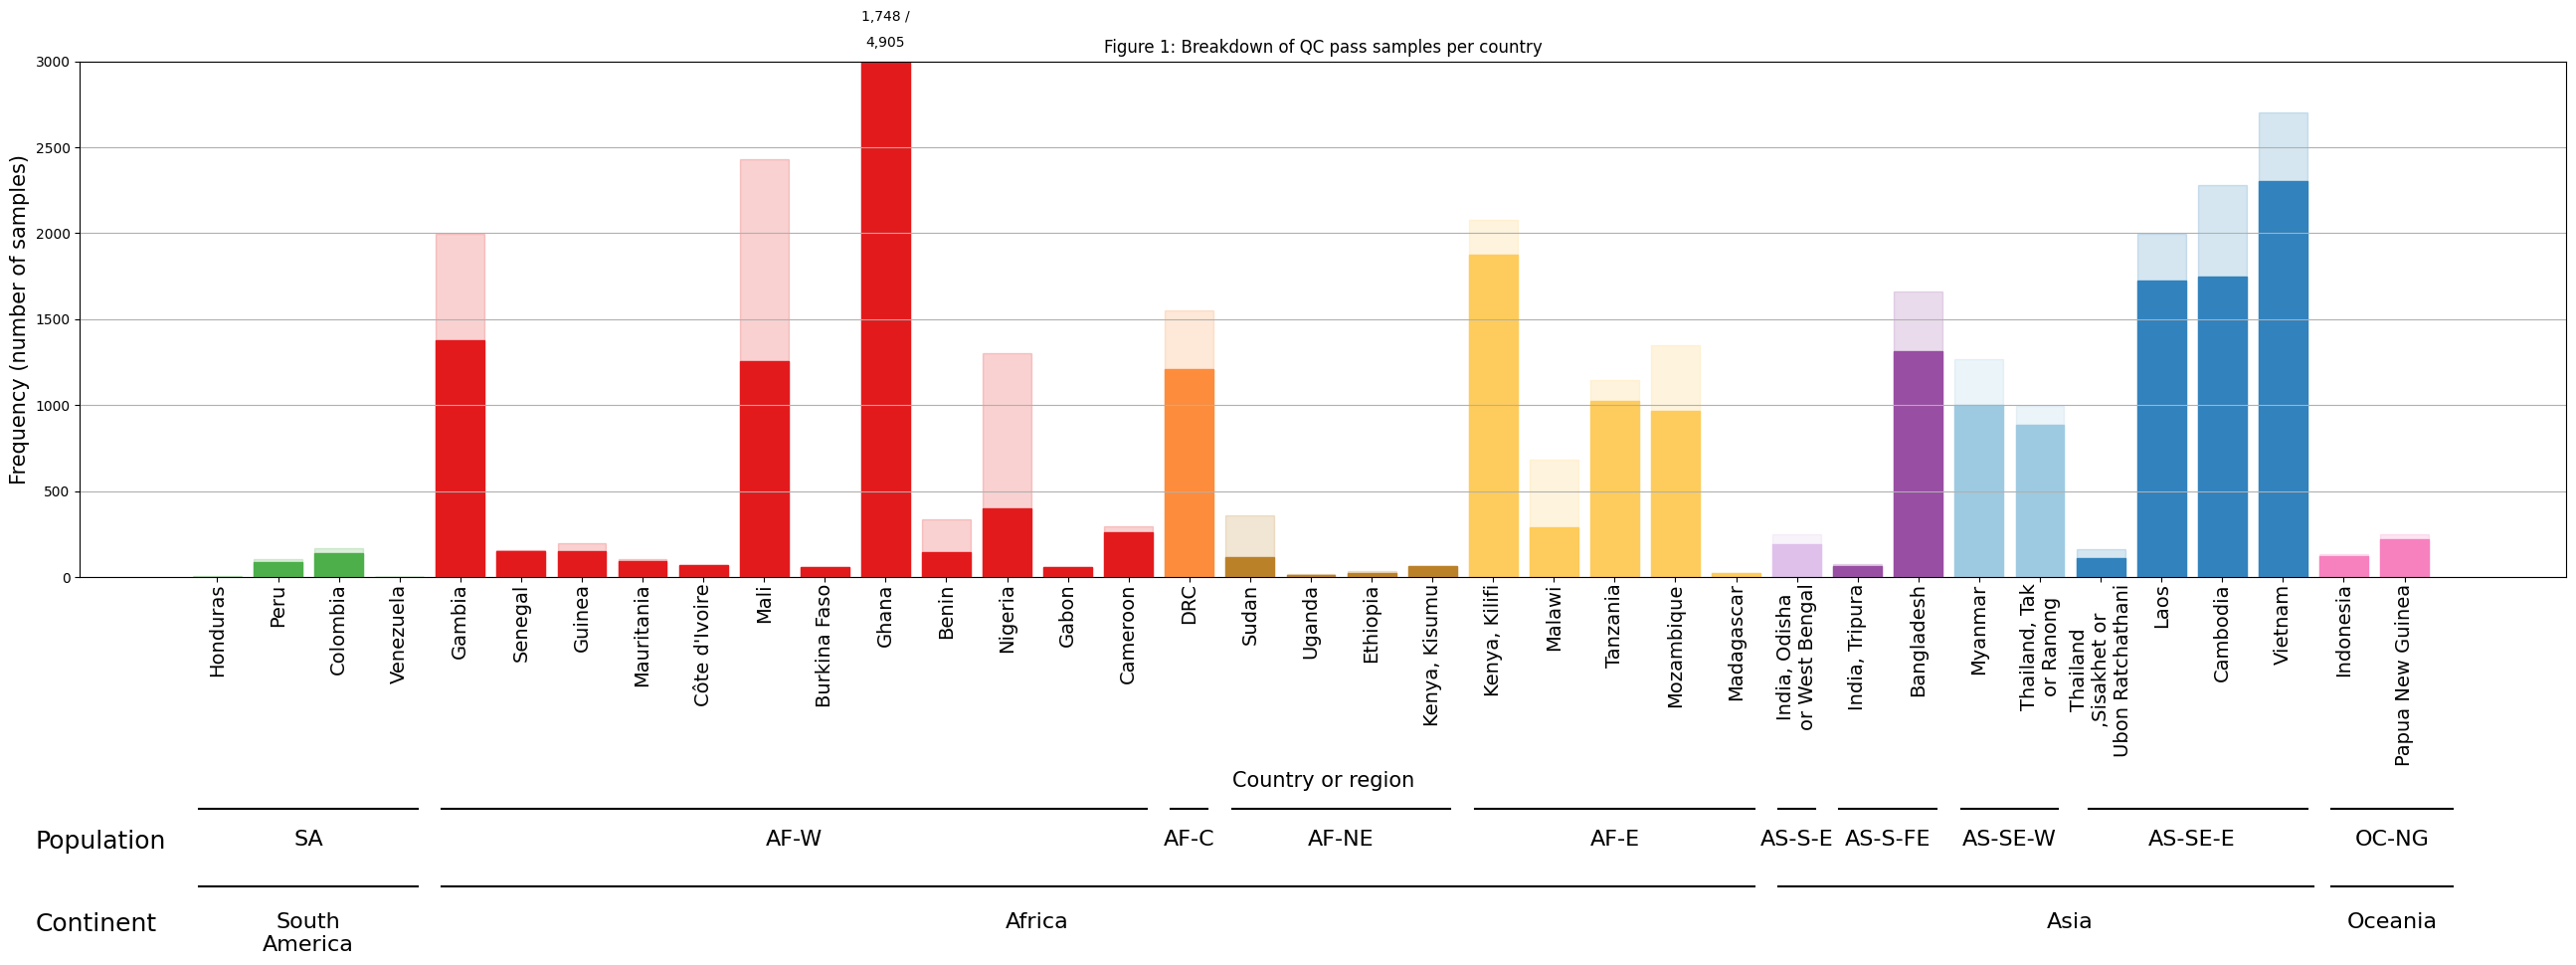 1,748 /
4,905
Figure 1: Breakdown of QC pass samples per country
3000
2500
2000
1500
1000
500
0
Frequency (number of samples)
Honduras
Peru
Colombia
Venezuela
Gambia
Senegal
Guinea
Mauritania
Côte d'Ivoire
Mali
Burkina Faso
Ghana
Benin
Nigeria
Gabon
Cameroon
DRC
Sudan
Uganda
Ethiopia
Kenya, Kisumu
Kenya, Kilifi
Malawi
Tanzania
Mozambique
Madagascar
India, Odisha
or West Bengal
India, Tripura
Bangladesh
Myanmar
Thailand, Tak
or Ranong
Thailand
,Sisakhet or
Ubon Ratchathani
Laos
Cambodia
Vietnam
Indonesia
Papua New Guinea
Country or region
Population
SA
AF-W
AF-C
AF-NE
AF-E
AS-S-E
AS-S-FE
AS-SE-W
AS-SE-E
OC-NG
Continent
South
America
Africa
Asia
Oceania